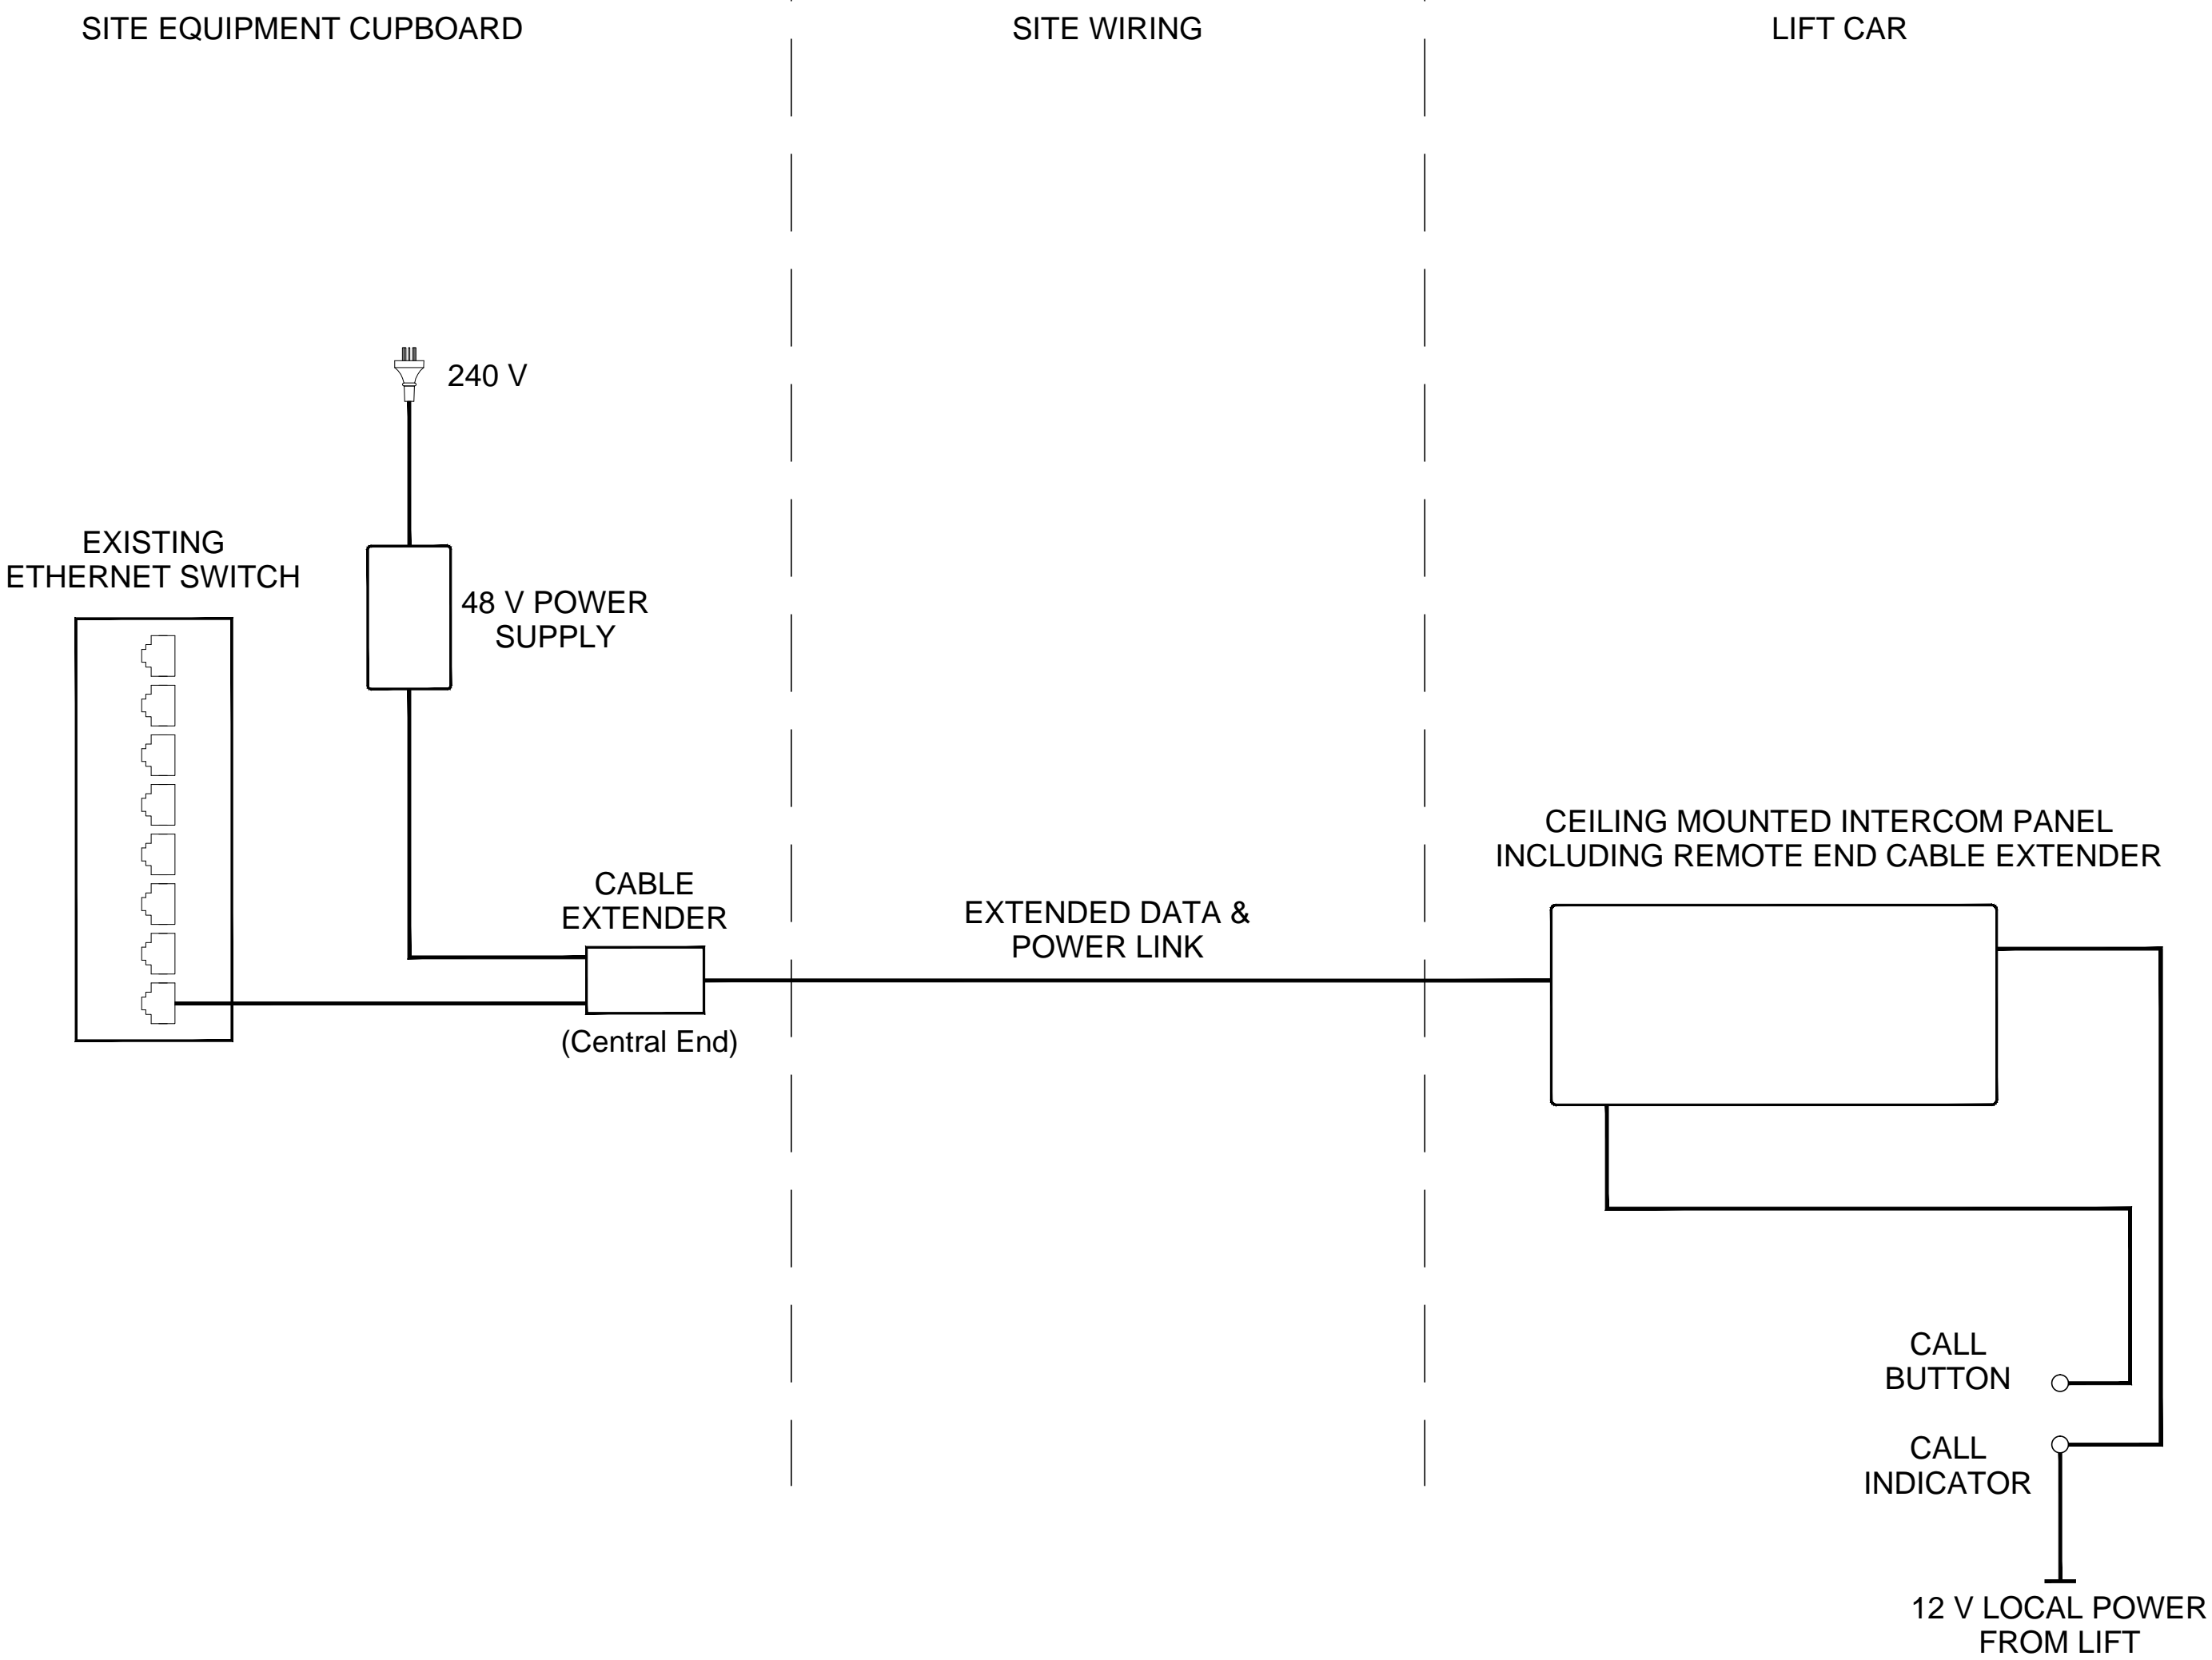 SITE EQUIPMENT CUPBOARD
SITE WIRING
LIFT CAR
240 V
EXISTING
ETHERNET SWITCH
48 V POWER
SUPPLY
CABLE
EXTENDER
(Central End)
EXTENDED DATA &
POWER LINK
CEILING MOUNTED INTERCOM PANEL
INCLUDING REMOTE END CABLE EXTENDER
CALL
BUTTON
CALL
INDICATOR
12 V LOCAL POWER
FROM LIFT